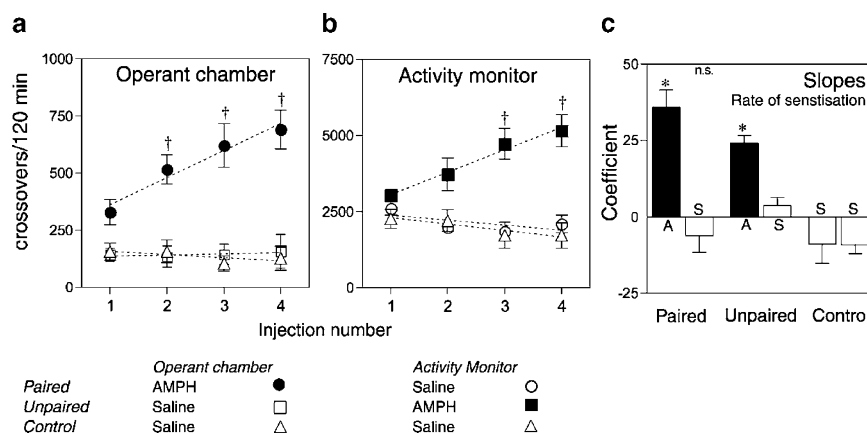 a
b
c
Operant chamber
Activity monitor
n.s.
Slopes
Rate of senstisation
crossovers/120 min
1000
750
500
250
0
† † †
1 2 3 4
7500
5000
2500
0
† †
1 2 3 4
Injection number
Coefficient
50
25
0
-25
* *
A S A S S S
Paired Unpaired Contro
Operant chamber Activity Monitor
Paired AMPH Saline
Unpaired Saline AMPH
Control Saline Saline